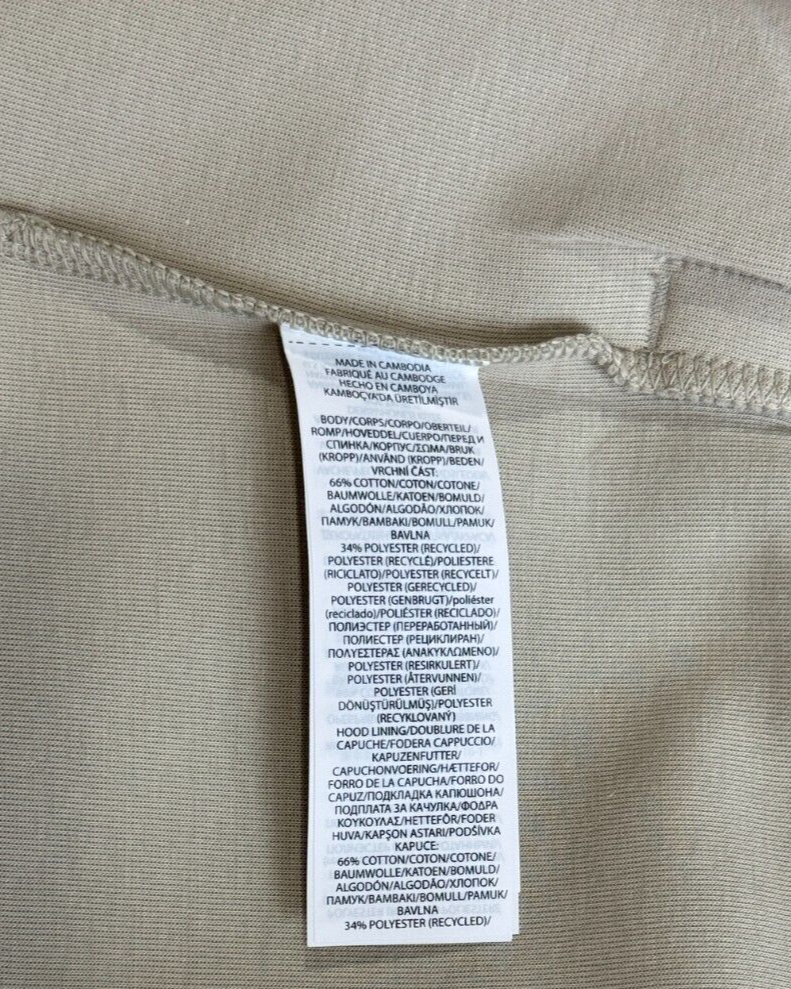 MADE IN CAMBODIA
FABRIQUÉ AU CAMBODGE
HECHO EN CAMBOYA
KAMBOÇYA'DA ÜRETİLMİŞTİR
BODY/CORPS/CORPO/OBERTEIL/
ROMP/HOVEDDEL/CUERPO/ПЕРЕД И
СПИНКА/КОРПУС/ΣΩΜΑ/BRUK
(KROPP)/ANVÄND (KROPP)/BEDEN/
VRCHNÍ ČÁST:
66% COTTON/COTON/COTONE/
BAUMWOLLE/KATOEN/BOMULD/
ALGODÓN/ALGODÃO/ХЛОПОК/
ПАМУК/ΒΑΜΒΑΚΙ/BOMULL/PAMUK/
BAVLNA
34% POLYESTER (RECYCLED)/
POLYESTER (RECYCLÉ)/POLIESTERE
(RICICLATO)/POLYESTER (RECYCELT)/
POLYESTER (GERECYCLED)/
POLYESTER (GENBRUGT)/poliéster
(reciclado)/POLIÉSTER (RECICLADO)/
ПОЛИЭСТЕР (ПЕРЕРАБОТАННЫЙ)/
ПОЛИЕСТЕР (РЕЦИКЛИРАН)/
ΠΟΛΥΕΣΤΕΡΑΣ (ΑΝΑΚΥΚΛΩΜΕΝΟ)/
POLYESTER (RESIRKULERT)/
POLYESTER (ÅTERVUNNEN)/
POLYESTER (GERİ
DÖNÜŞTÜRÜLMÜŞ)/POLYESTER
(RECYKLOVANÝ)
HOOD LINING/DOUBLURE DE LA
CAPUCHE/FODERA CAPPUCCIO/
KAPUZENFUTTER/
CAPUCHONVOERING/HÆTTEFOR/
FORRO DE LA CAPUCHA/FORRO DO
CAPUZ/ПОДКЛАДКА КАПЮШОНА/
ПОДПЛАТА ЗА КАЧУЛКА/ΦΟΔΡΑ
ΚΟΥΚΟΥΛΑΣ/HETTEFÔR/FODER
HUVA/KAPŞON ASTARI/PODŠÍVKA
KAPUCE:
66% COTTON/COTON/COTONE/
BAUMWOLLE/KATOEN/BOMULD/
ALGODÓN/ALGODÃO/ХЛОПОК/
ПАМУК/ΒΑΜΒΑΚΙ/BOMULL/PAMUK/
BAVLNA
34% POLYESTER (RECYCLED)/